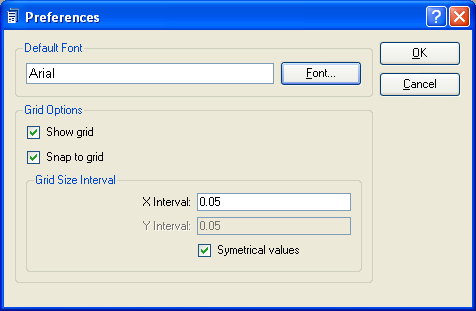 Preferences
Default Font
Arial
Font...
OK
Cancel
Grid Options
Show grid
Snap to grid
Grid Size Interval
X Interval: 0.05
Y Interval: 0.05
Symetrical values